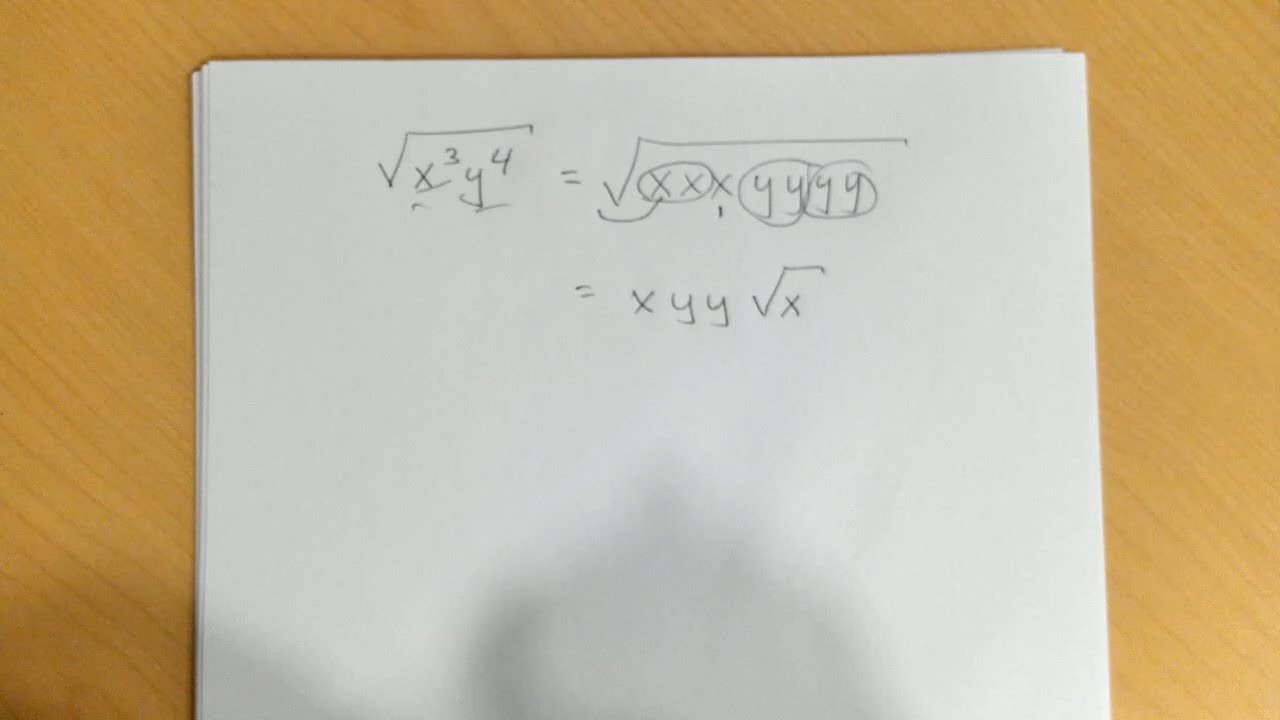 √x³y⁴ = √xxxyyyy
= xyy√x